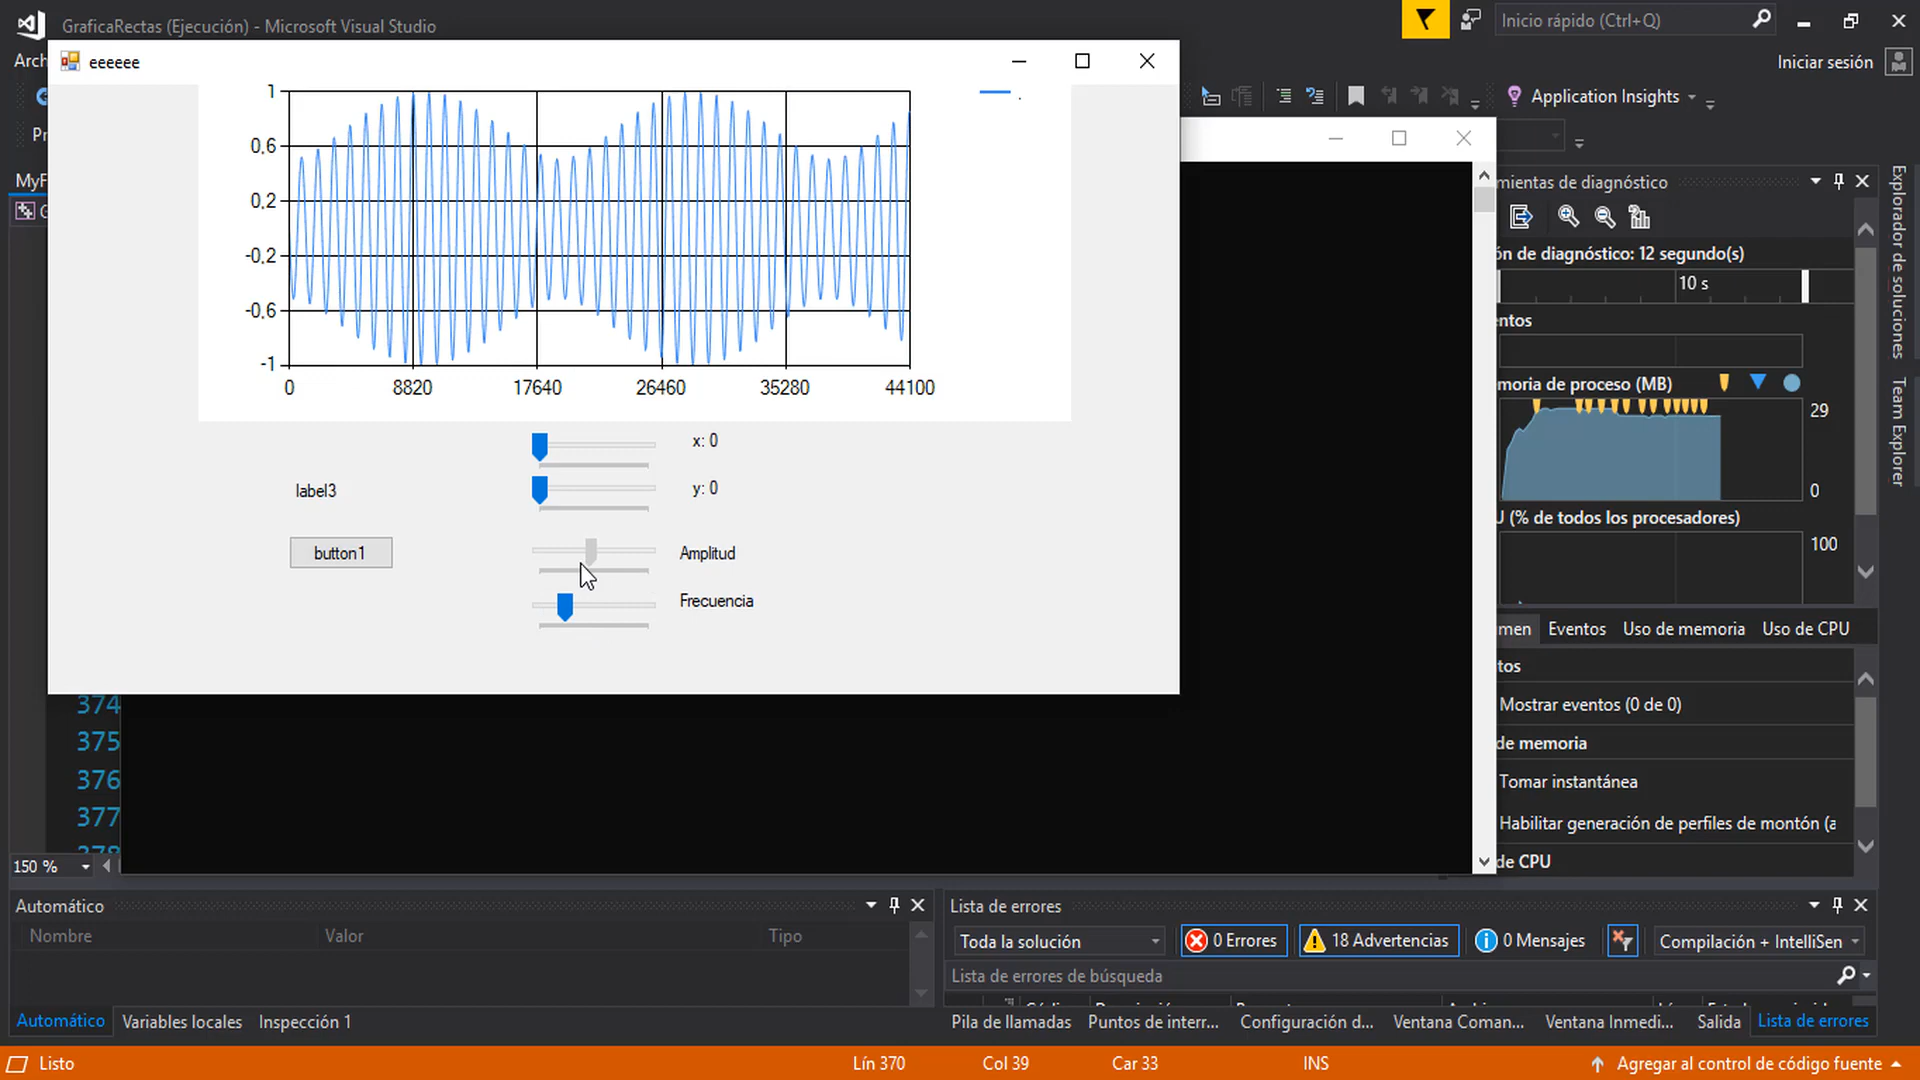 GraficaRectas (Ejecución) - Microsoft Visual Studio
Inicio rápido (Ctrl+Q)
Arch
Iniciar sesión
eeeeee
Application Insights
1
0.6
0.2
-0.2
-0.6
-1
0
8820
17640
26460
35280
44100
.
x: 0
y: 0
label3
button1
Amplitud
Frecuencia
Pr
MyF
374
375
376
377
378
150 %
mientas de diagnóstico
ón de diagnóstico: 12 segundo(s)
10 s
entos
moria de proceso (MB)
29
0
U (% de todos los procesadores)
100
men
Eventos
Uso de memoria
Uso de CPU
tos
Mostrar eventos (0 de 0)
de memoria
Tomar instantánea
Habilitar generación de perfiles de montón (a
de CPU
Explorador de soluciones
Team Explorer
Automático
Nombre
Valor
Tipo
Automático
Variables locales
Inspección 1
Lista de errores
Toda la solución
0 Errores
18 Advertencias
0 Mensajes
Compilación + IntelliSen
Lista de errores de búsqueda
Pila de llamadas
Puntos de interr...
Configuración d...
Ventana Coman...
Ventana Inmedi...
Salida
Lista de errores
Listo
Lín 370
Col 39
Car 33
INS
Agregar al control de código fuente